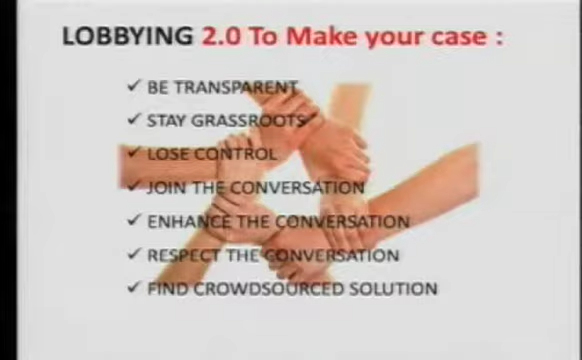 LOBBYING 2.0 To Make your case :
✓ BE TRANSPARENT
✓ STAY GRASSROOTS
✓ LOSE CONTROL
✓ JOIN THE CONVERSATION
✓ ENHANCE THE CONVERSATION
✓ RESPECT THE CONVERSATION
✓ FIND CROWDSOURCED SOLUTION